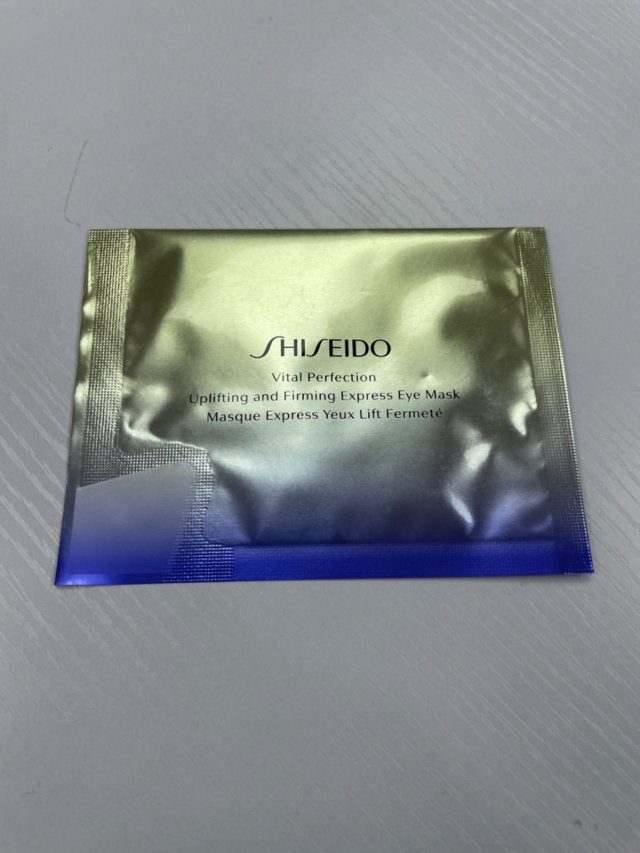 SHISEIDO
Vital Perfection
Uplifting and Firming Express Eye Mask
Masque Express Yeux Lift Fermeté